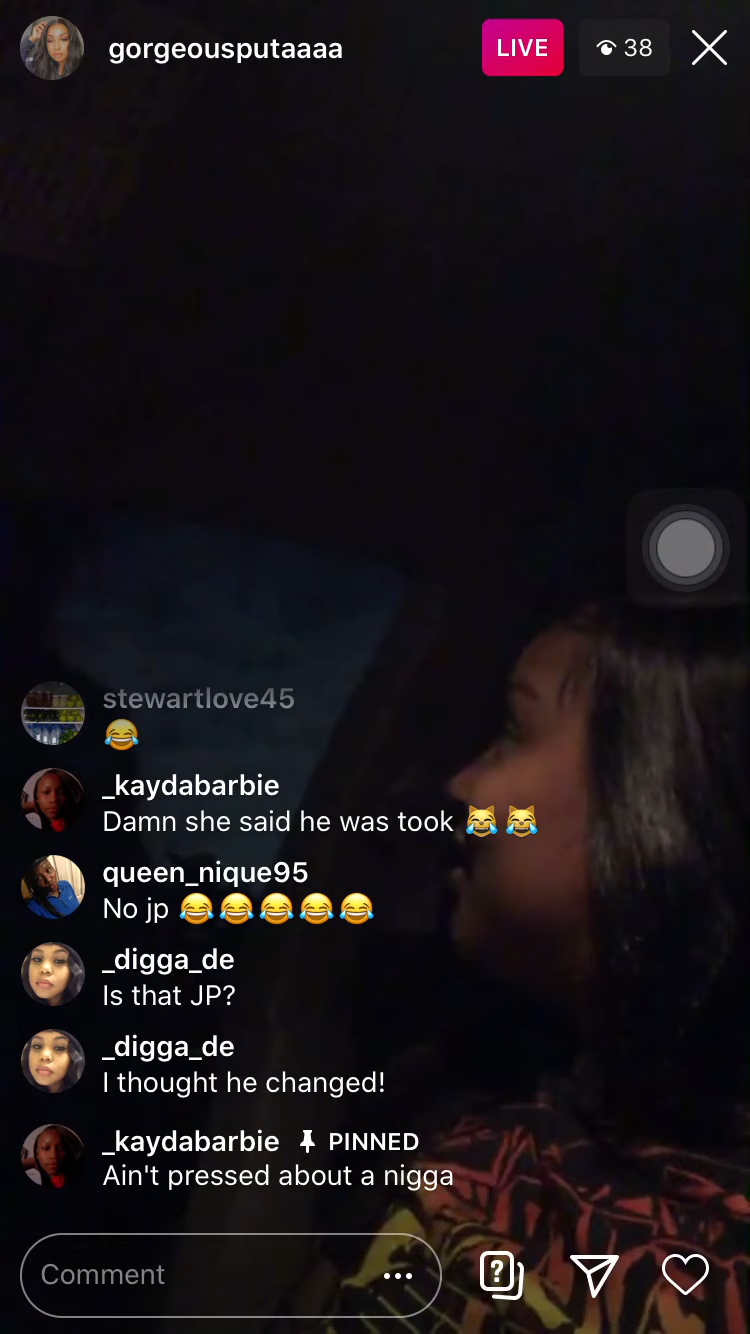 gorgeousputaaaa LIVE 38
stewartlove45
😂
_kaydabarbie
Damn she said he was took 😹 😹
queen_nique95
No jp 😂😂😂😂😂
_digga_de
Is that JP?
_digga_de
I thought he changed!
_kaydabarbie PINNED
Ain't pressed about a nigga
Comment